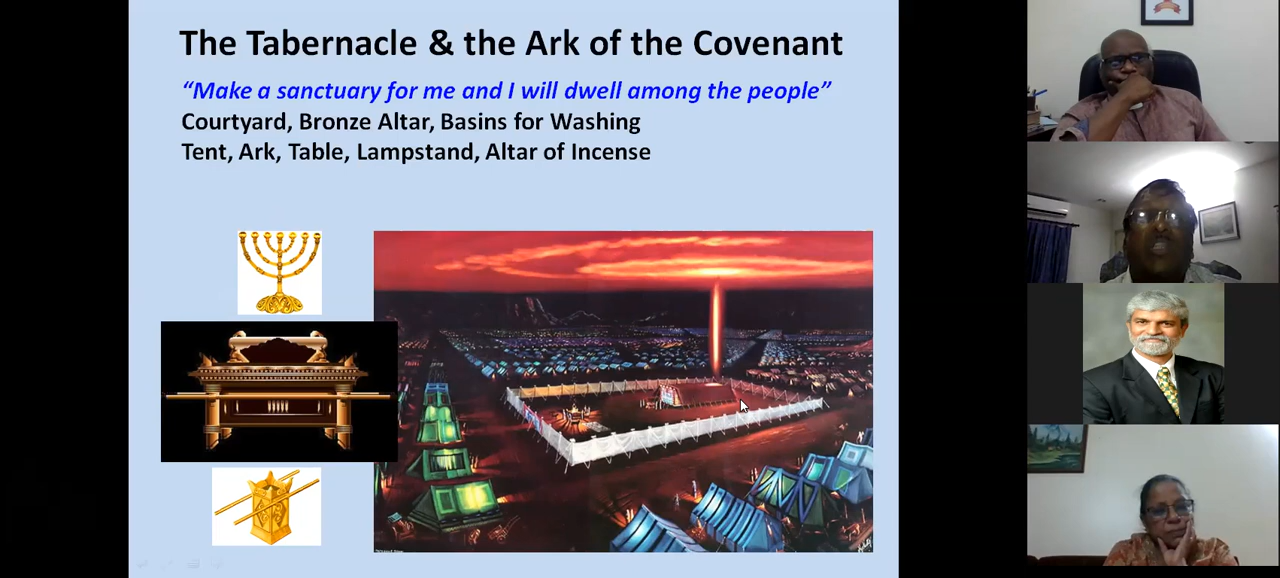 The Tabernacle & the Ark of the Covenant
“Make a sanctuary for me and I will dwell among the people”
Courtyard, Bronze Altar, Basins for Washing
Tent, Ark, Table, Lampstand, Altar of Incense